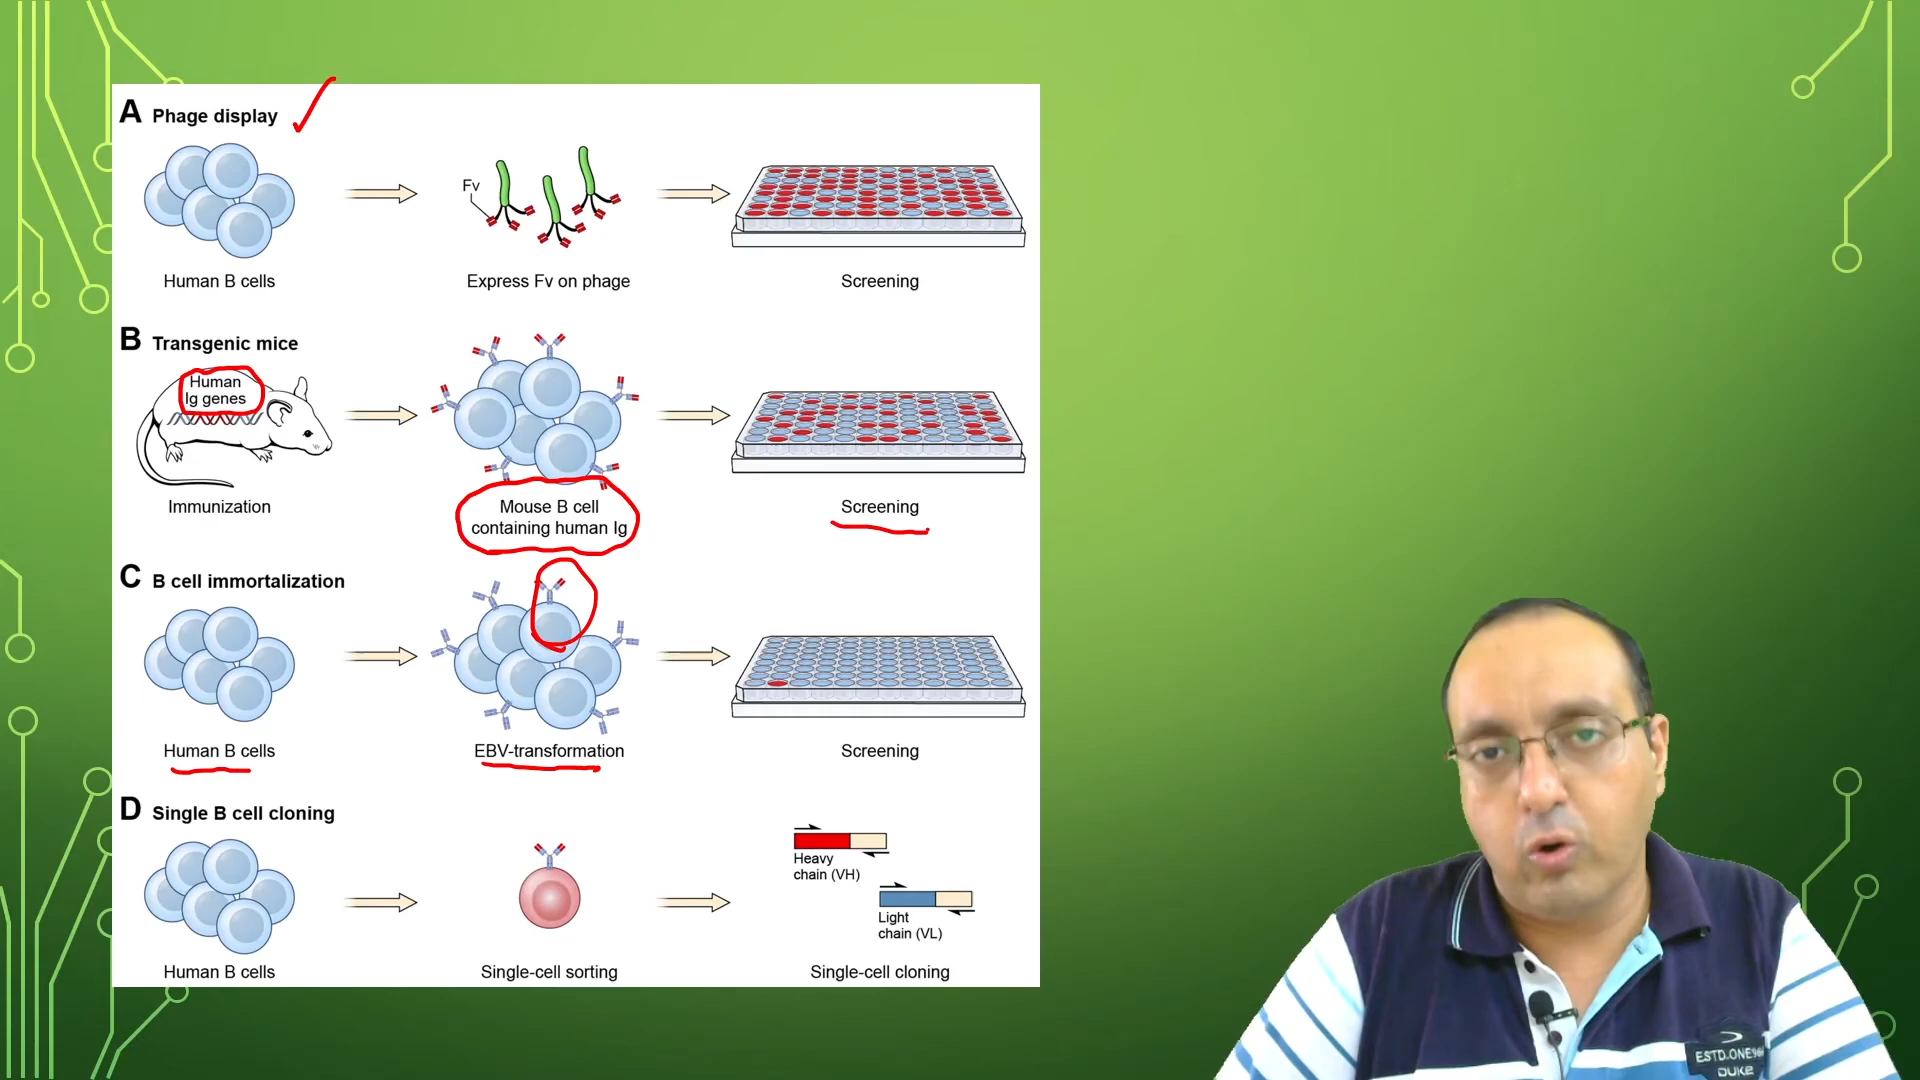 A Phage display
Fv
Human B cells
Express Fv on phage
Screening
B Transgenic mice
Human
Ig genes
Immunization
Mouse B cell
containing human Ig
Screening
C B cell immortalization
Human B cells
EBV-transformation
Screening
D Single B cell cloning
Heavy
chain (VH)
Light
chain (VL)
Human B cells
Single-cell sorting
Single-cell cloning
DUKE